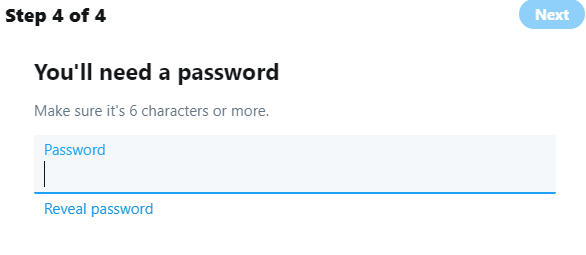 Step 4 of 4
Next
You'll need a password
Make sure it's 6 characters or more.
Password
Reveal password